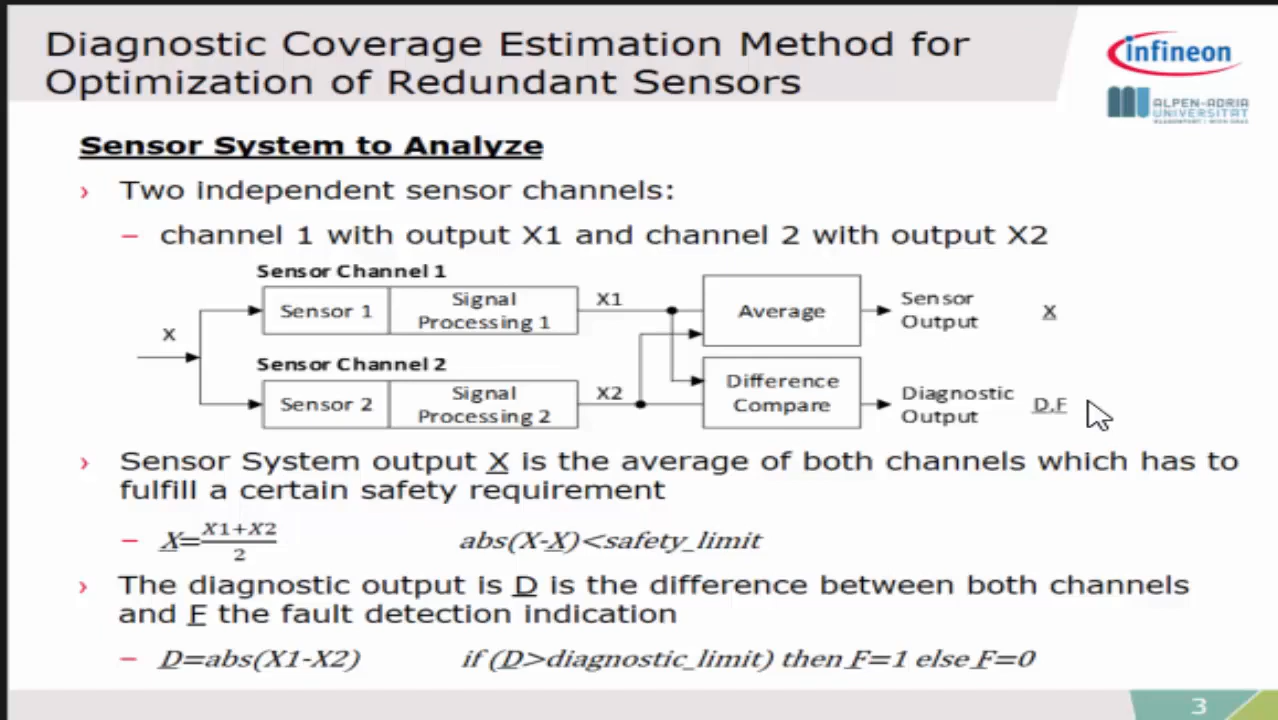 Diagnostic Coverage Estimation Method for
Optimization of Redundant Sensors
infineon
ALPEN-ADRIA
UNIVERSITÄT
Sensor System to Analyze
› Two independent sensor channels:
– channel 1 with output X1 and channel 2 with output X2
Sensor Channel 1
Sensor 1
Signal
Processing 1
X1
Average
Sensor
Output
X
X
Sensor Channel 2
Sensor 2
Signal
Processing 2
X2
Difference
Compare
Diagnostic
Output
D,F
› Sensor System output X is the average of both channels which has to
fulfill a certain safety requirement
– X=X1+X2/2 abs(X-X)<safety_limit
› The diagnostic output is D is the difference between both channels
and F the fault detection indication
– D=abs(X1-X2) if (D>diagnostic_limit) then F=1 else F=0
3